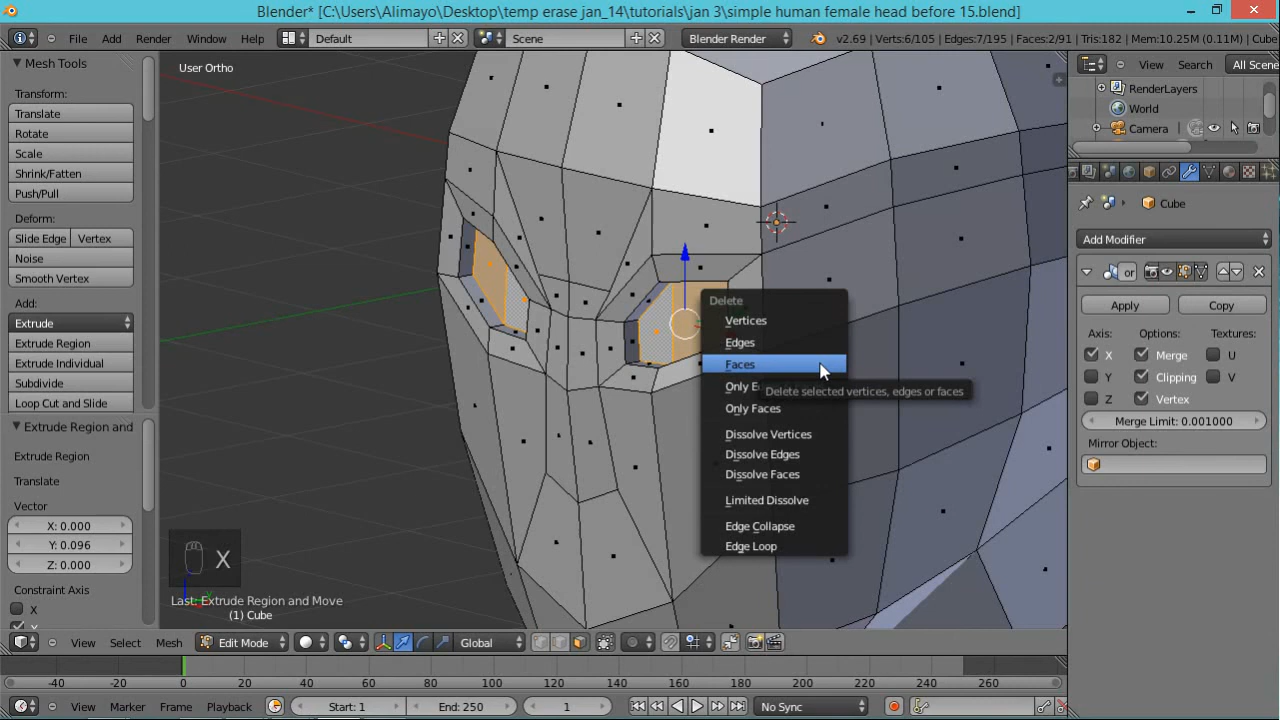 Blender* [C:\Users\Alimayo\Desktop\temp erase jan_14\tutorials\jan 3\simple human female head before 15.blend]
File Add Render Window Help Default Scene Blender Render v2.69 | Verts:6/105 | Edges:7/195 | Faces:2/91 | Tris:182 | Mem:10.25M (0.11M) | Cube
Mesh Tools
Transform:
Translate
Rotate
Scale
Shrink/Fatten
Push/Pull
Deform:
Slide Edge Vertex
Noise
Smooth Vertex
Add:
Extrude
Extrude Region
Extrude Individual
Subdivide
Loop Cut and Slide
Extrude Region and
Extrude Region
Translate
Vector
X: 0.000
Y: 0.096
Z: 0.000
Constraint Axis
X
User Ortho
X
Last: Extrude Region and Move
(1) Cube
Delete
Vertices
Edges
Faces
Only E
Delete selected vertices, edges or faces
Only Faces
Dissolve Vertices
Dissolve Edges
Dissolve Faces
Limited Dissolve
Edge Collapse
Edge Loop
View Search All Scene
RenderLayers
World
Camera
Cube
Add Modifier
or
Apply Copy
Axis: Options: Textures:
X Merge U
Y Clipping V
Z Vertex
Merge Limit: 0.001000
Mirror Object:
View Select Mesh Edit Mode Global
-40 -20 0 20 40 60 80 100 120 140 160 180 200 220 240 260
View Marker Frame Playback Start: 1 End: 250 1 No Sync